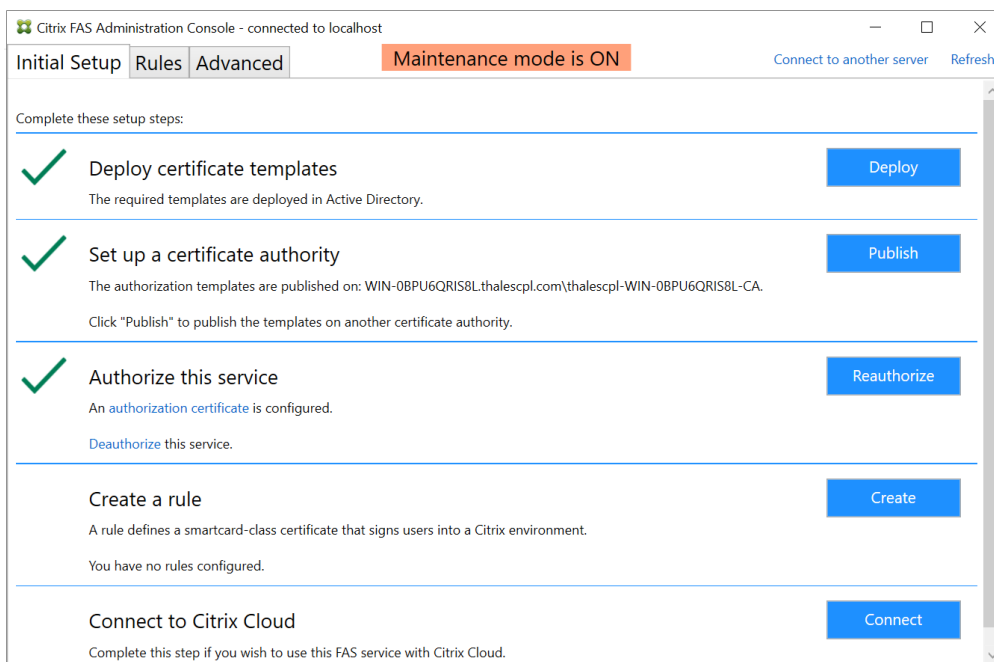 Citrix FAS Administration Console - connected to localhost
Initial Setup Rules Advanced Maintenance mode is ON Connect to another server Refresh
Complete these setup steps:
Deploy certificate templates Deploy
The required templates are deployed in Active Directory.
Set up a certificate authority Publish
The authorization templates are published on: WIN-0BPU6QRIS8L.thalescpl.com\thalescpl-WIN-0BPU6QRIS8L-CA.
Click "Publish" to publish the templates on another certificate authority.
Authorize this service Reauthorize
An authorization certificate is configured.
Deauthorize this service.
Create a rule Create
A rule defines a smartcard-class certificate that signs users into a Citrix environment.
You have no rules configured.
Connect to Citrix Cloud Connect
Complete this step if you wish to use this FAS service with Citrix Cloud.